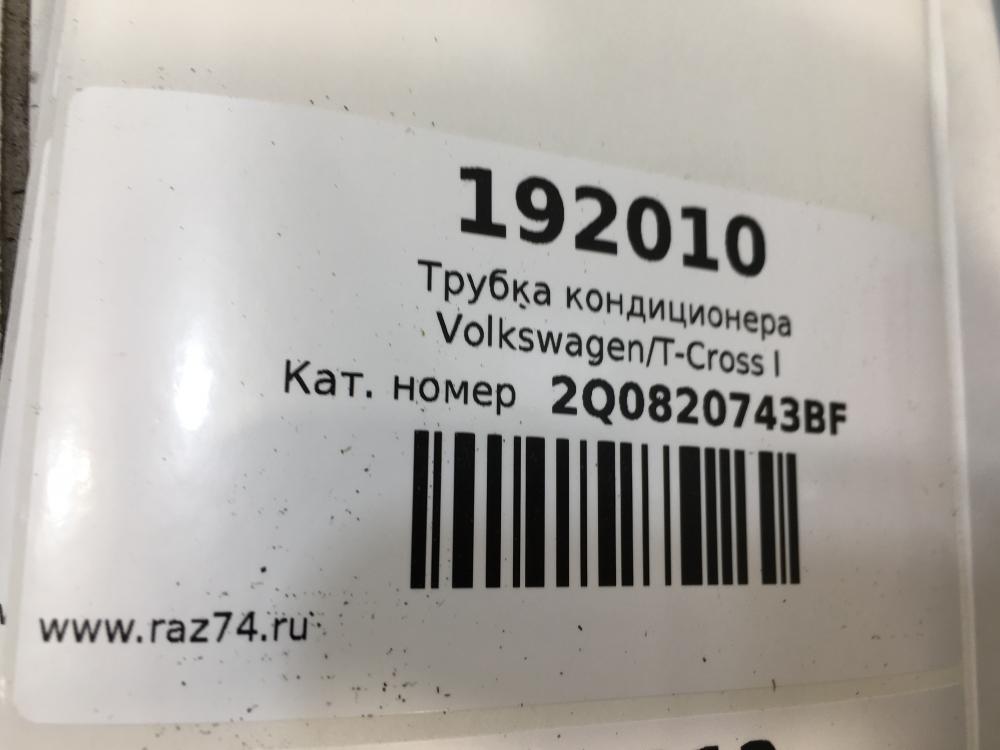 192010
Трубка кондиционера
Volkswagen/T-Cross I
Кат. номер 2Q0820743BF
www.raz74.ru